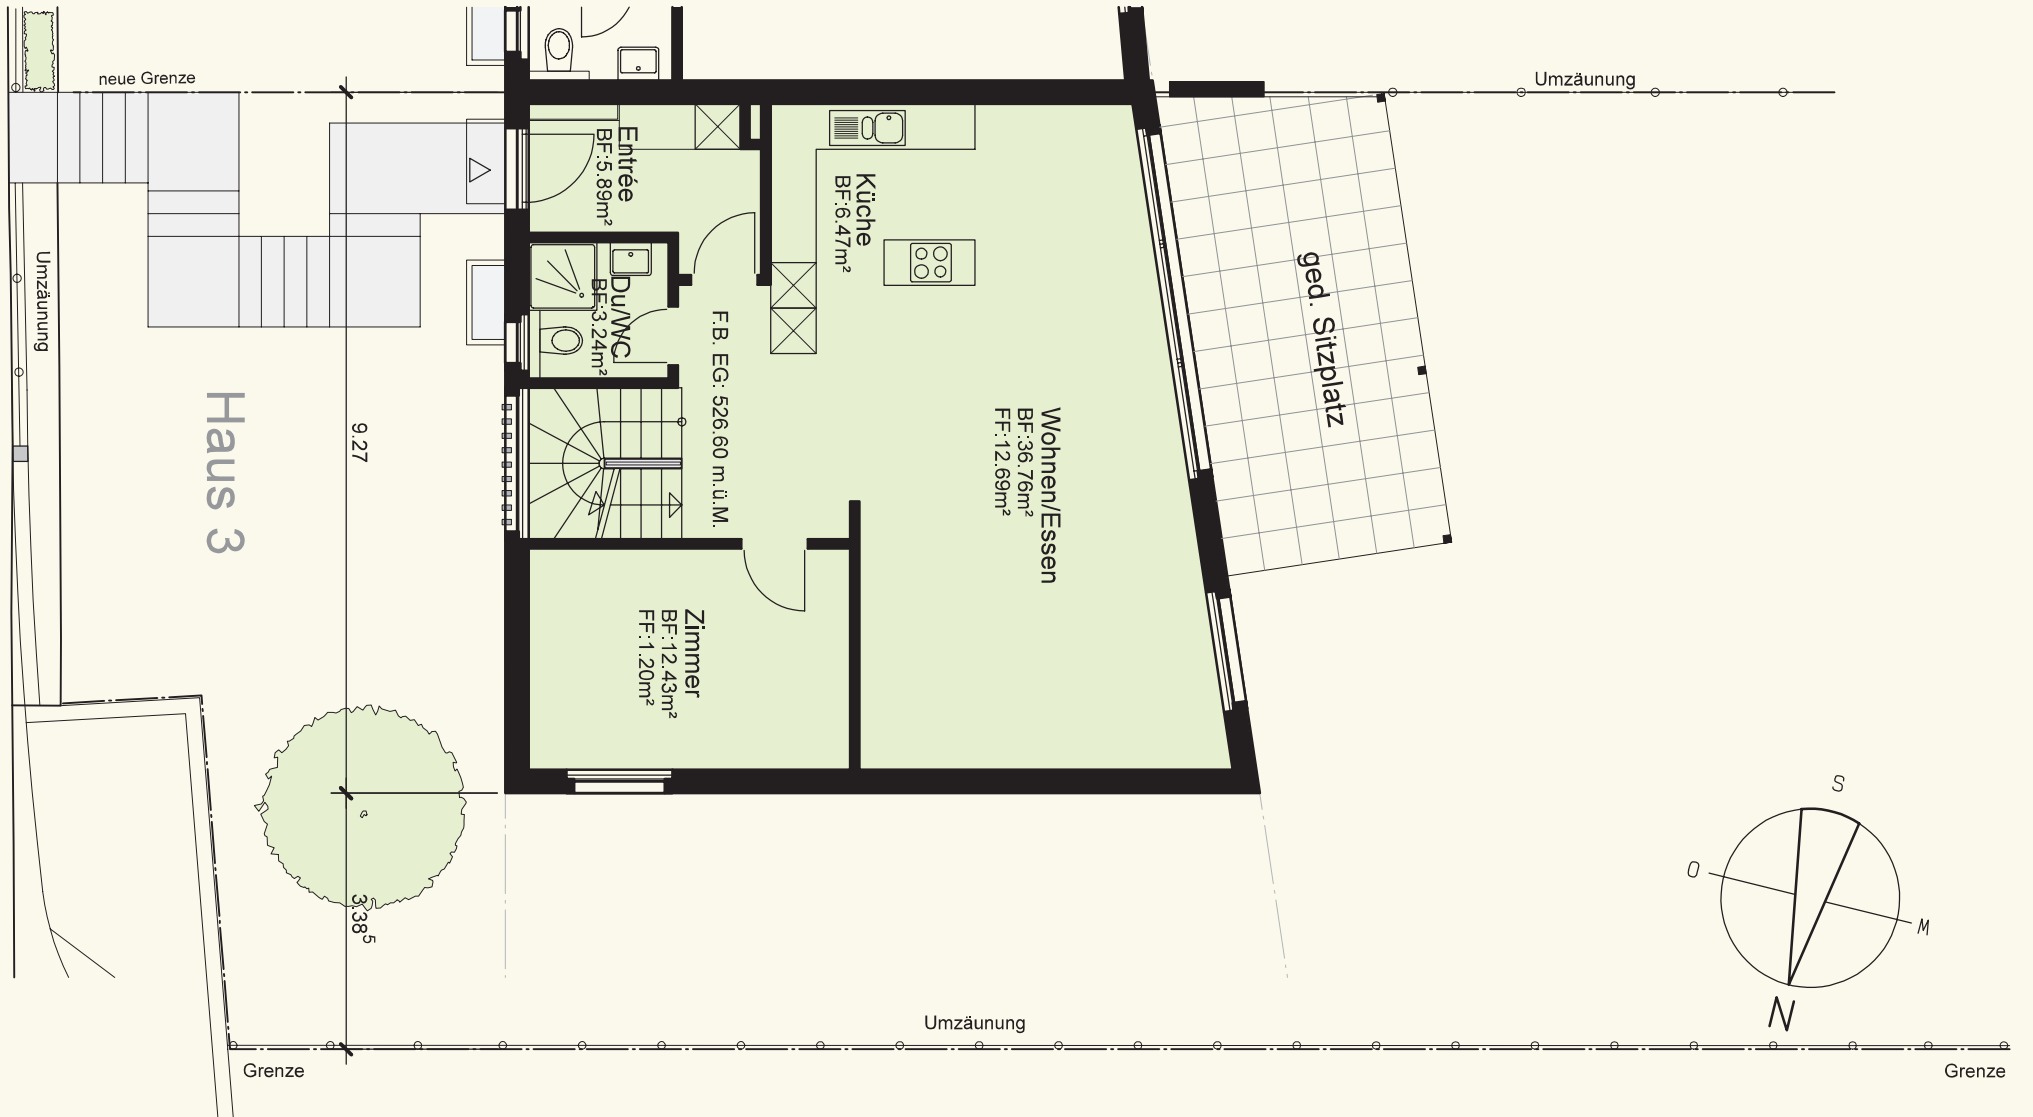 neue Grenze
Umzäunung
Entrée
BF:5.89m²
Küche
BF:6.47m²
Umzäunung
Du/WC
BF:3.24m²
F.B. EG: 526.60 m.ü.M.
ged. Sitzplatz
Haus 3
9.27
Wohnen/Essen
BF:36.76m²
FF:12.69m²
Zimmer
BF:12.43m²
FF:1.20m²
3.38⁵
S
O
W
N
Umzäunung
Grenze
Grenze